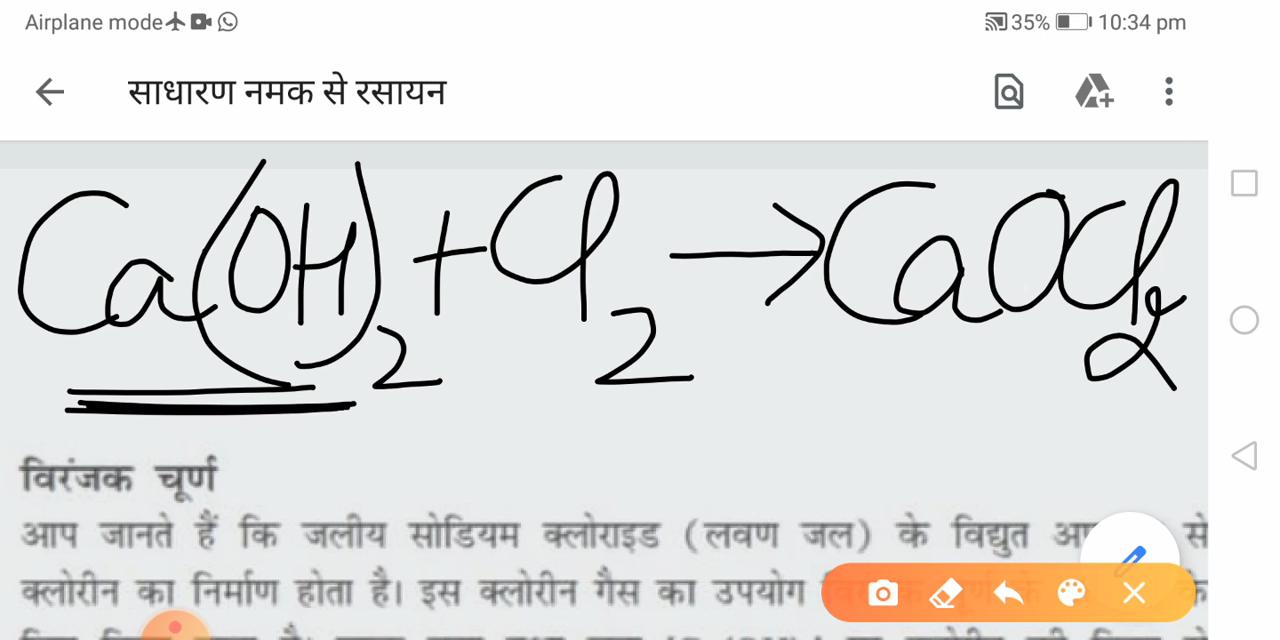 Airplane mode 35% 10:34 pm
साधारण नमक से रसायन
Ca(OH)2 + Cl2 → CaOCl2
विरंजक चूर्ण
आप जानते हैं कि जलीय सोडियम क्लोराइड (लवण जल) के विद्युत से
क्लोरीन का निर्माण होता है। इस क्लोरीन गैस का उपयोग के